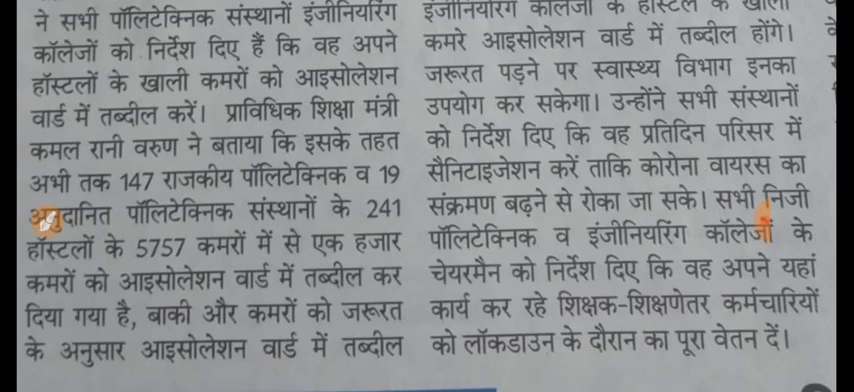 ने सभी पॉलिटेक्निक संस्थानों इंजीनियरिंग
कॉलेजों को निर्देश दिए हैं कि वह अपने
हॉस्टलों के खाली कमरों को आइसोलेशन
वार्ड में तब्दील करें। प्राविधिक शिक्षा मंत्री
कमल रानी वरुण ने बताया कि इसके तहत
अभी तक 147 राजकीय पॉलिटेक्निक व 19
अनुदानित पॉलिटेक्निक संस्थानों के 241
हॉस्टलों के 5757 कमरों में से एक हजार
कमरों को आइसोलेशन वार्ड में तब्दील कर
दिया गया है, बाकी और कमरों को जरूरत
के अनुसार आइसोलेशन वार्ड में तब्दील
इंजीनियरिंग कॉलेजों के हॉस्टल के खाली
कमरे आइसोलेशन वार्ड में तब्दील होंगे।
जरूरत पड़ने पर स्वास्थ्य विभाग इनका
उपयोग कर सकेगा। उन्होंने सभी संस्थानों
को निर्देश दिए कि वह प्रतिदिन परिसर में
सैनिटाइजेशन करें ताकि कोरोना वायरस का
संक्रमण बढ़ने से रोका जा सके। सभी निजी
पॉलिटेक्निक व इंजीनियरिंग कॉलेजों के
चेयरमैन को निर्देश दिए कि वह अपने यहां
कार्य कर रहे शिक्षक-शिक्षणेतर कर्मचारियों
को लॉकडाउन के दौरान का पूरा वेतन दें।